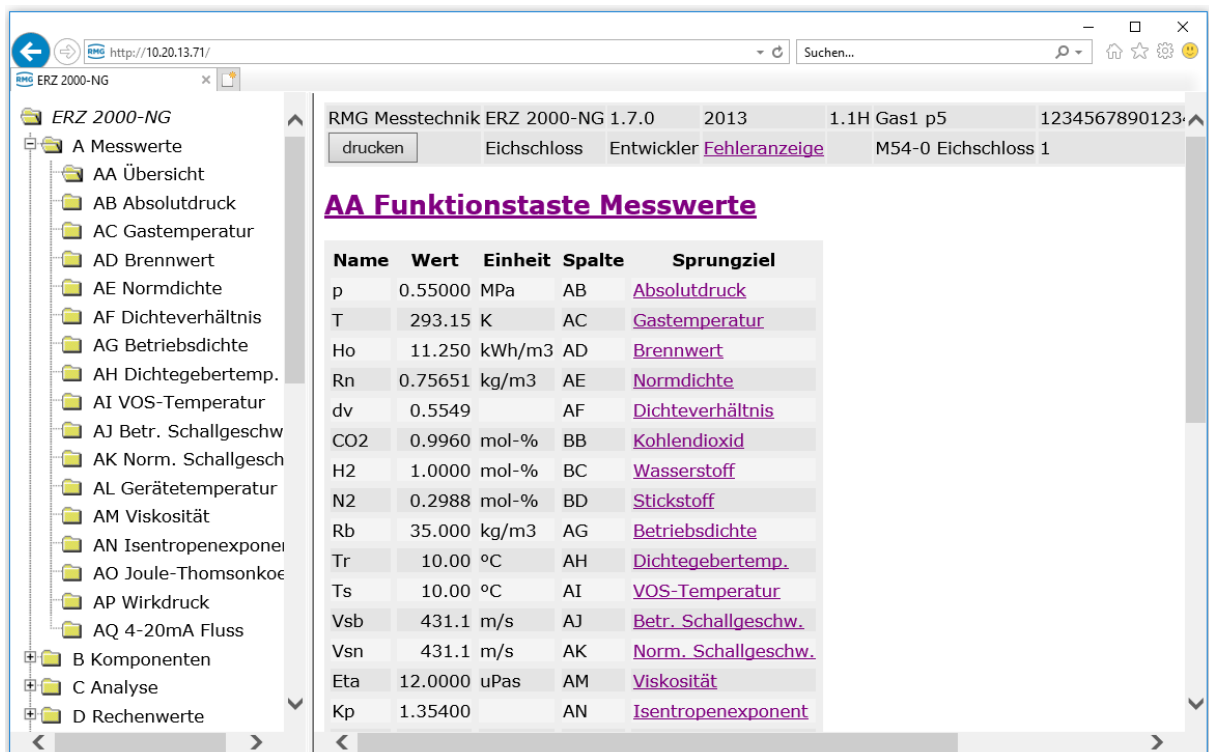 http://10.20.13.71/
Suchen...
RMG ERZ 2000-NG
ERZ 2000-NG
A Messwerte
AA Übersicht
AB Absolutdruck
AC Gastemperatur
AD Brennwert
AE Normdichte
AF Dichteverhältnis
AG Betriebsdichte
AH Dichtegebertemp.
AI VOS-Temperatur
AJ Betr. Schallgeschw
AK Norm. Schallgesch
AL Gerätetemperatur
AM Viskosität
AN Isentropenexponen
AO Joule-Thomsonkoe
AP Wirkdruck
AQ 4-20mA Fluss
B Komponenten
C Analyse
D Rechenwerte
RMG Messtechnik ERZ 2000-NG 1.7.0 2013 1.1H Gas1 p5 1234567890123
drucken Eichschloss Entwickler Fehleranzeige M54-0 Eichschloss 1
AA Funktionstaste Messwerte
Name Wert Einheit Spalte Sprungziel
p 0.55000 MPa AB Absolutdruck
T 293.15 K AC Gastemperatur
Ho 11.250 kWh/m3 AD Brennwert
Rn 0.75651 kg/m3 AE Normdichte
dv 0.5549 AF Dichteverhältnis
CO2 0.9960 mol-% BB Kohlendioxid
H2 1.0000 mol-% BC Wasserstoff
N2 0.2988 mol-% BD Stickstoff
Rb 35.000 kg/m3 AG Betriebsdichte
Tr 10.00 ºC AH Dichtegebertemp.
Ts 10.00 ºC AI VOS-Temperatur
Vsb 431.1 m/s AJ Betr. Schallgeschw.
Vsn 431.1 m/s AK Norm. Schallgeschw.
Eta 12.0000 uPas AM Viskosität
Kp 1.35400 AN Isentropenexponent